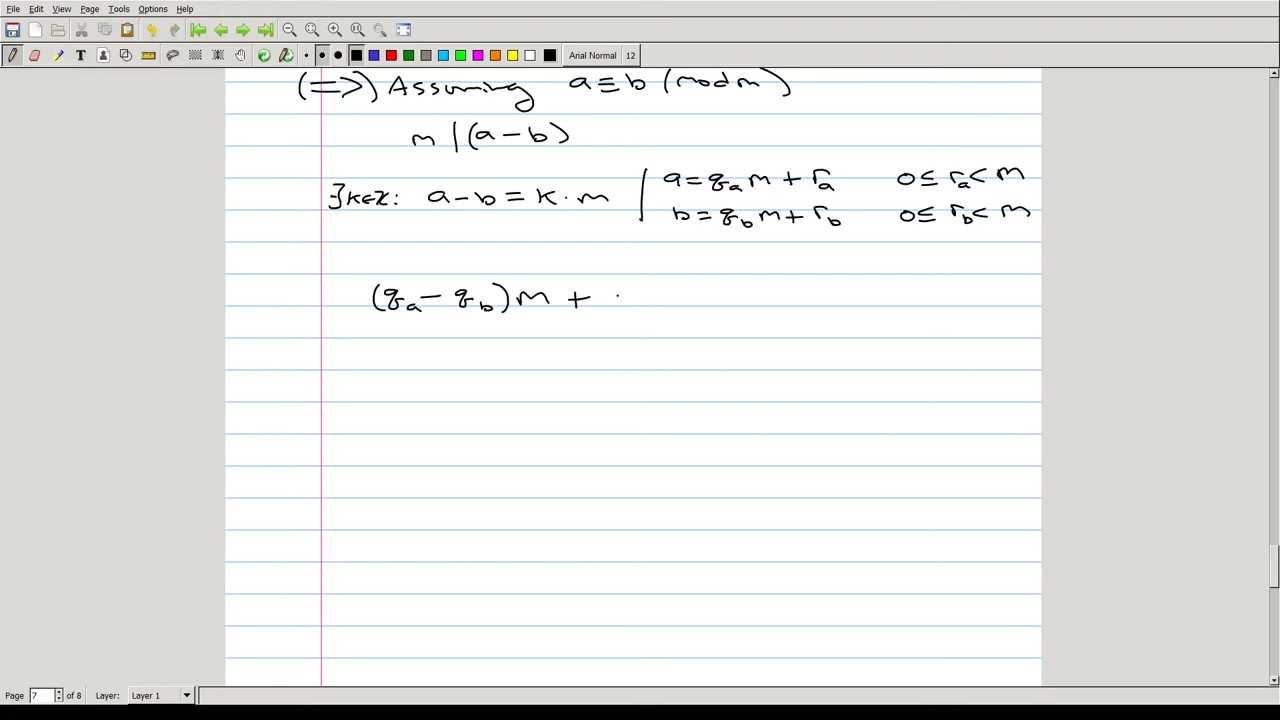 File Edit View Page Tools Options Help
Arial Normal 12
(=>) Assuming a ≡ b (mod m)
m | (a - b)
∃k∈ℤ: a - b = k · m
a = q_a m + r_a 0 ≤ r_a < m
b = q_b m + r_b 0 ≤ r_b < m
(q_a - q_b) m +
Page 7 of 8 Layer: Layer 1